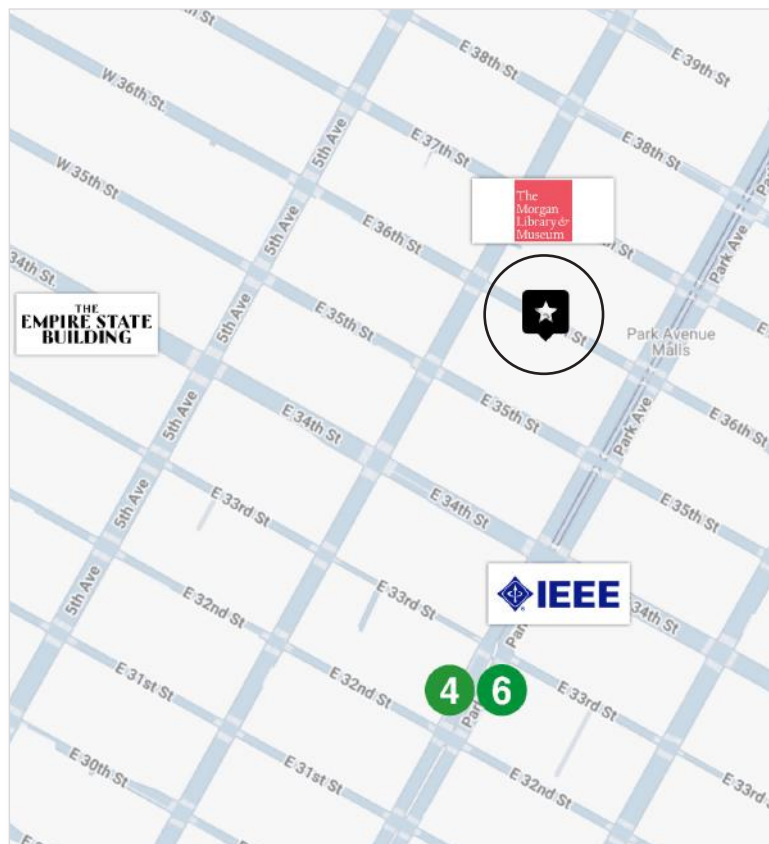 E 38th St
E 39th St
W 36th St.
5th Ave
E 37th St
E 38th St
W 35th St
5th Ave
The
Morgan
Library &
Museum
E 36th St
Park Ave
34th St.
5th Ave
E 35th St
THE
EMPIRE STATE
BUILDING
Park Avenue
Malls
5th Ave
E 34th St
E 35th St
Park Ave
E 36th St
5th Ave
E 33rd St
E 34th St
E 35th St
5th Ave
E 32nd St
E 33rd St
IEEE
34th St
E 31st St
E 32nd St
4 6
E 33rd St
E 30th St
E 31st St
E 32nd St
E 33rd